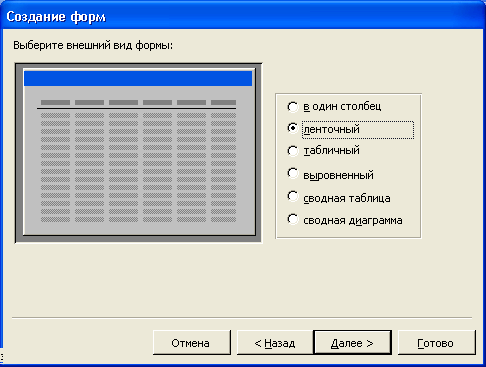 Создание форм
Выберите внешний вид формы:
в один столбец
ленточный
табличный
выровненный
сводная таблица
сводная диаграмма
Отмена
< Назад
Далее >
Готово